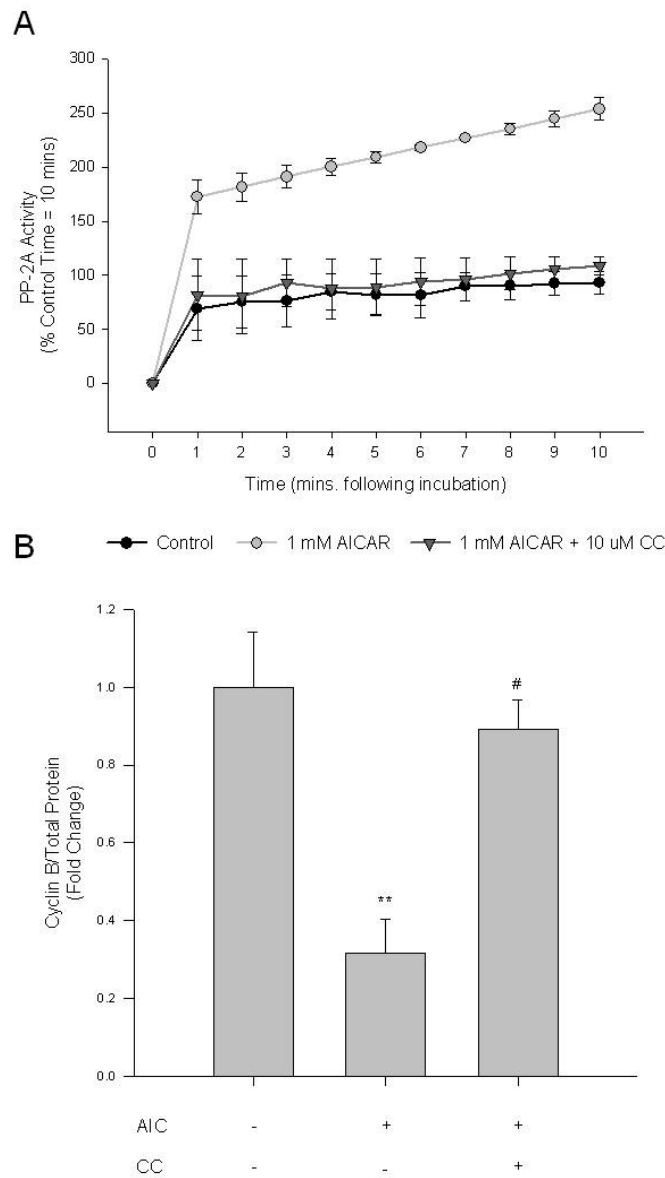 A
300
250
200
150
100
50
0
PP-2A Activity
(% Control Time = 10 mins)
0 1 2 3 4 5 6 7 8 9 10
Time (mins. following incubation)
Control 1 mM AICAR 1 mM AICAR + 10 uM CC
B
1.2
1.0
0.8
0.6
0.4
0.2
0.0
Cyclin B/Total Protein
(Fold Change)
**
#
AIC - + +
CC - - +